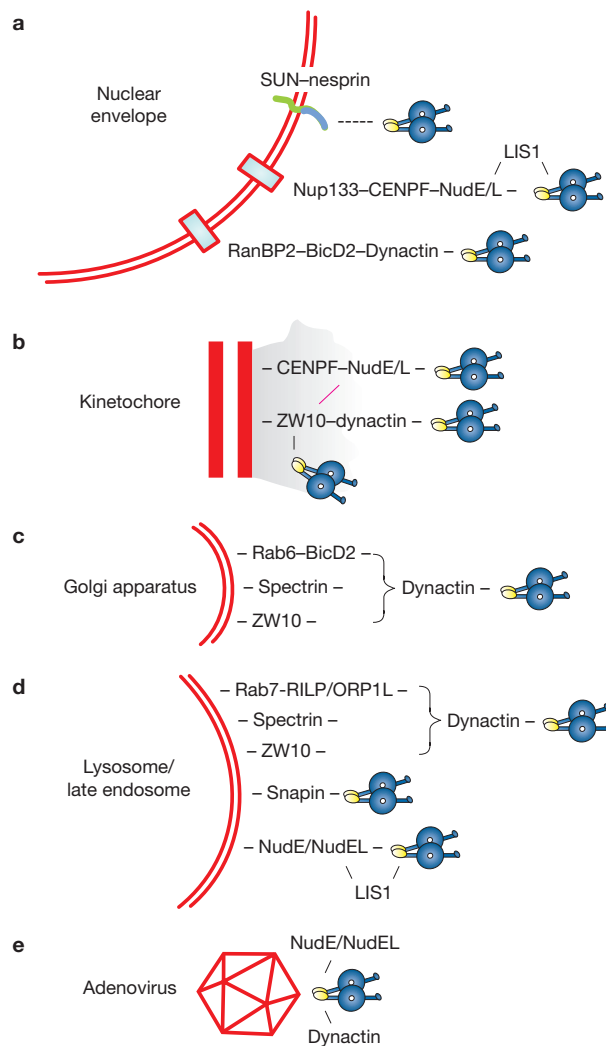 a
SUN–nesprin
Nuclear
envelope
LIS1
Nup133–CENPF–NudE/L –
RanBP2–BicD2–Dynactin –
b
– CENPF–NudE/L –
Kinetochore
– ZW10–dynactin –
c
– Rab6–BicD2
Golgi apparatus
– Spectrin –
Dynactin –
– ZW10 –
d
– Rab7-RILP/ORP1L –
– Spectrin –
Dynactin –
– ZW10 –
Lysosome/
late endosome
– Snapin –
– NudE/NudEL –
LIS1
e
NudE/NudEL
Adenovirus
Dynactin